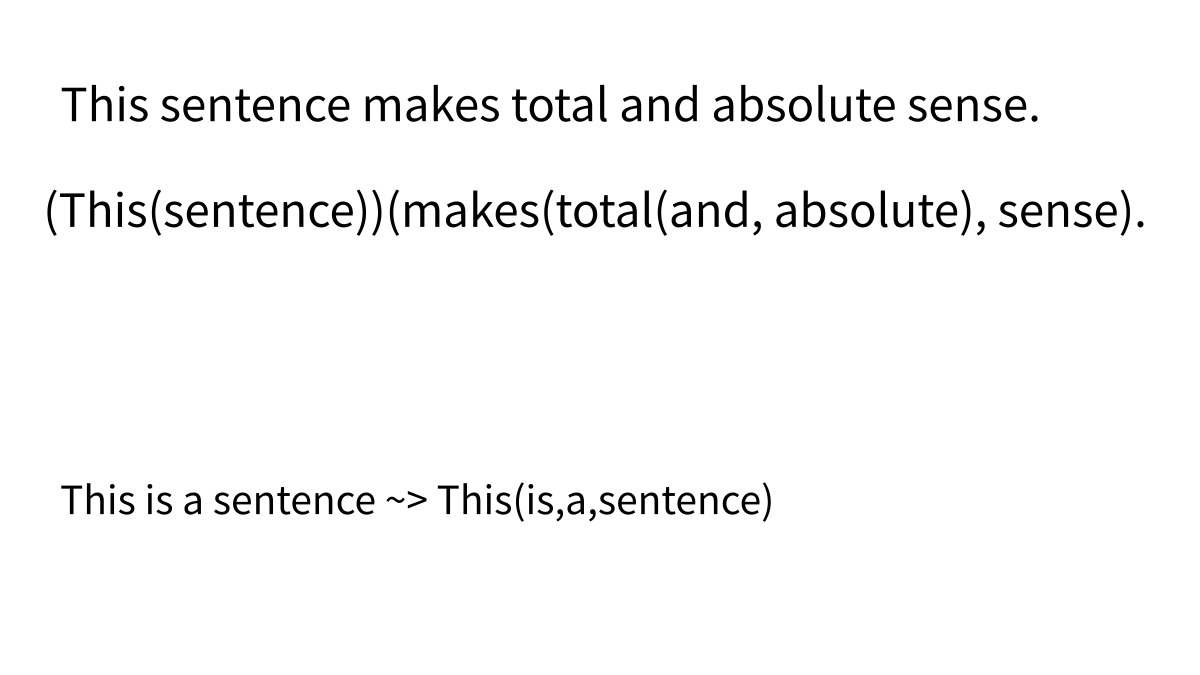 This sentence makes total and absolute sense.
(This(sentence))(makes(total(and, absolute), sense).
This is a sentence ~> This(is,a,sentence)